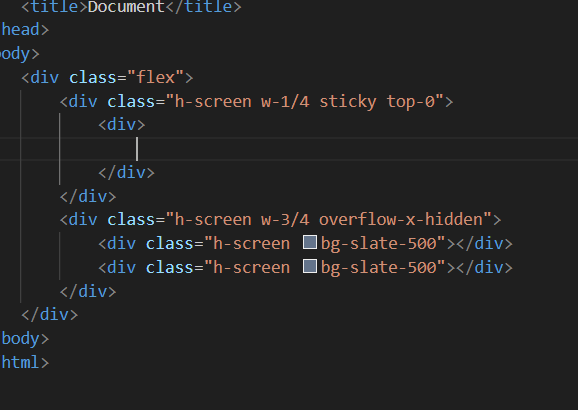 <title>Document</title>
head>
ody>
<div class="flex">
<div class="h-screen w-1/4 sticky top-0">
<div>
</div>
</div>
<div class="h-screen w-3/4 overflow-x-hidden">
<div class="h-screen bg-slate-500"></div>
<div class="h-screen bg-slate-500"></div>
</div>
</div>
body>
html>